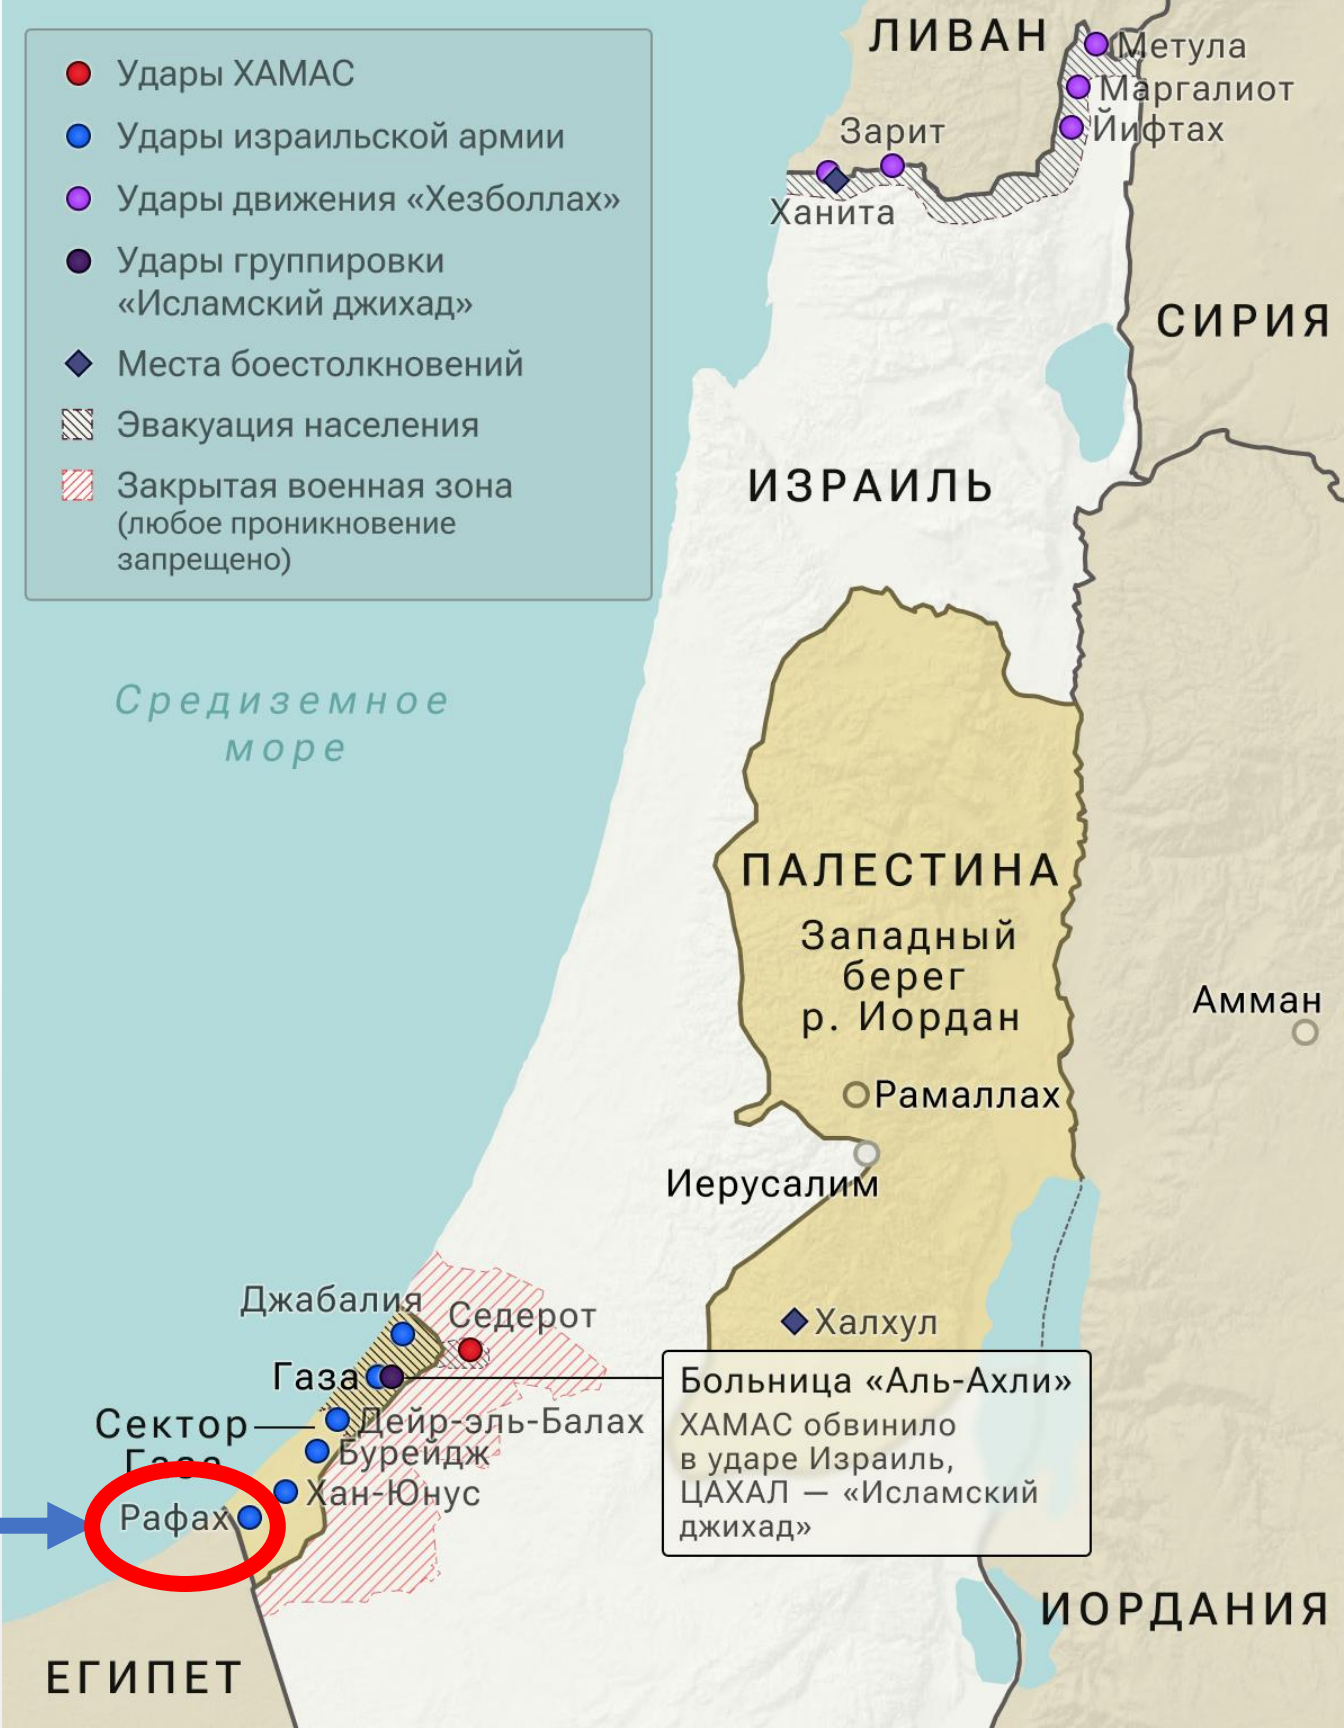 ЛИВАН
Метула
Маргалиот
Йифтах
Зарит
Ханита
Удары ХАМАС
Удары израильской армии
Удары движения «Хезболлах»
Удары группировки
«Исламский джихад»
Места боестолкновений
Эвакуация населения
Закрытая военная зона
(любое проникновение
запрещено)
СИРИЯ
ИЗРАИЛЬ
Средиземное
море
ПАЛЕСТИНА
Западный
берег
р. Иордан
Амман
Рамаллах
Иерусалим
Джабалия
Седерот
Халхул
Газа
Больница «Аль-Ахли»
ХАМАС обвинило
в ударе Израиль,
ЦАХАЛ — «Исламский
джихад»
Сектор
Газа
Дейр-эль-Балах
Бурейдж
Хан-Юнус
Рафах
ИОРДАНИЯ
ЕГИПЕТ